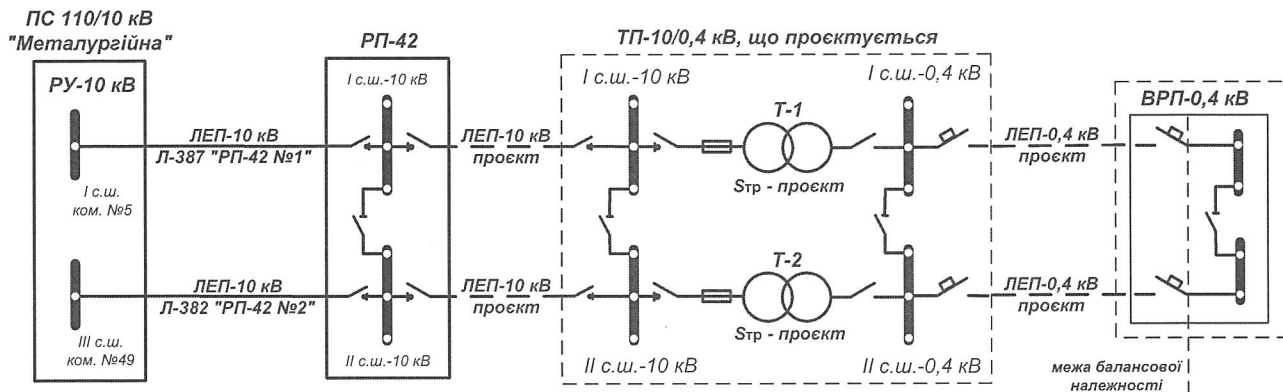 ПС 110/10 кВ
"Металургійна"
РУ-10 кВ
I с.ш.
ком. №5
III с.ш.
ком. №49
ЛЕП-10 кВ
Л-387 "РП-42 №1"
ЛЕП-10 кВ
Л-382 "РП-42 №2"
РП-42
I с.ш.-10 кВ
II с.ш.-10 кВ
ЛЕП-10 кВ
проєкт
ЛЕП-10 кВ
проєкт
ТП-10/0,4 кВ, що проєктується
I с.ш.-10 кВ
I с.ш.-0,4 кВ
Т-1
Sтр - проєкт
Т-2
Sтр - проєкт
II с.ш.-10 кВ
II с.ш.-0,4 кВ
ЛЕП-0,4 кВ
проєкт
ЛЕП-0,4 кВ
проєкт
ВРП-0,4 кВ
межа балансової
належності